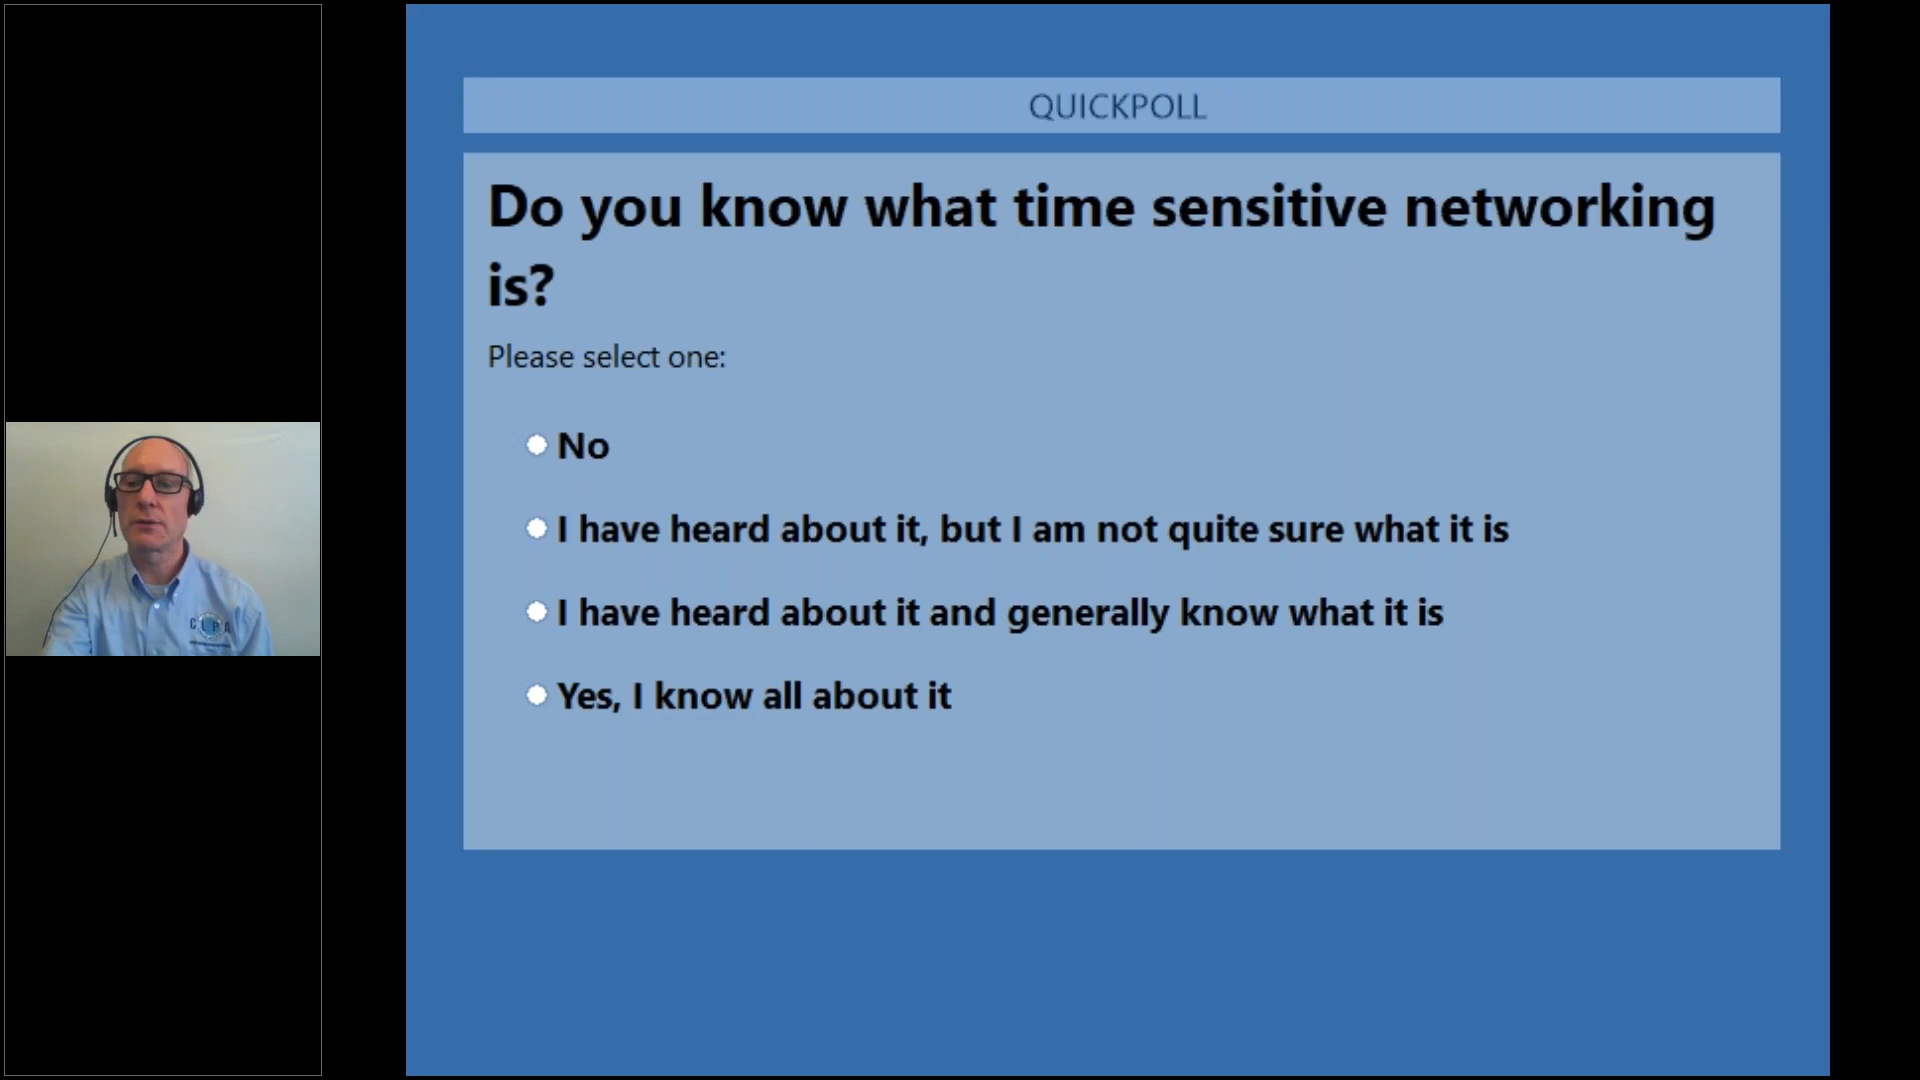 QUICKPOLL
Do you know what time sensitive networking
is?
Please select one:
No
I have heard about it, but I am not quite sure what it is
I have heard about it and generally know what it is
Yes, I know all about it
CLPA